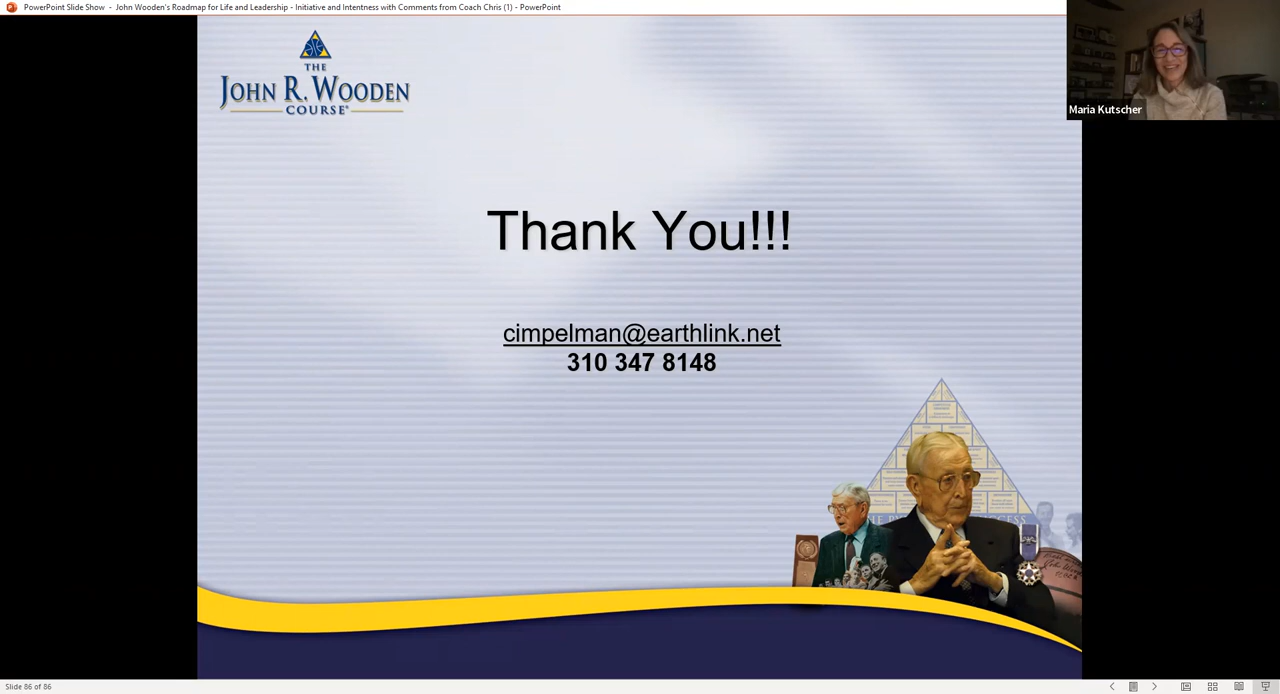 PowerPoint Slide Show - John Wooden's Roadmap for Life and Leadership - Initiative and Intentness with Comments from Coach Chris (1) - PowerPoint
Maria Kutscher
THE
JOHN R. WOODEN
COURSE®
Thank You!!!
cimpelman@earthlink.net
310 347 8148
Slide 86 of 86